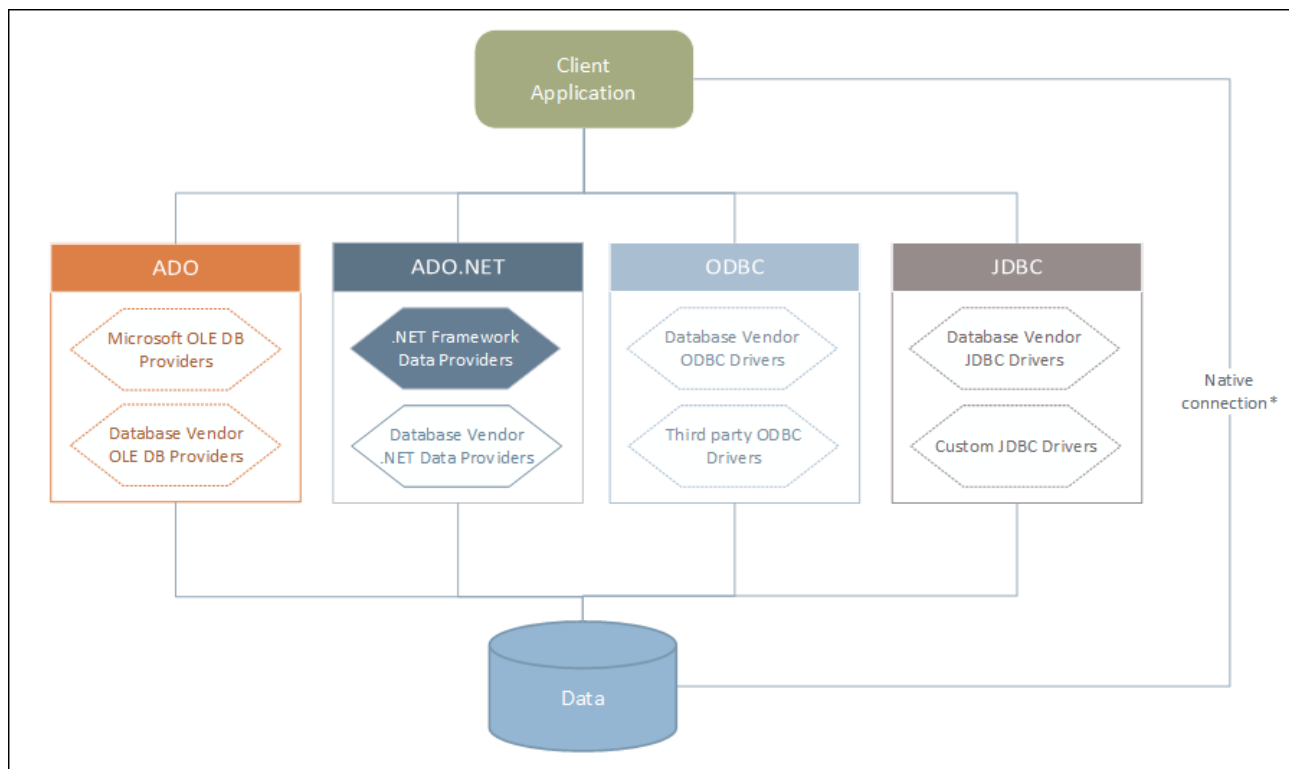 Client
Application
ADO
ADO.NET
ODBC
JDBC
Microsoft OLE DB
Providers
Database Vendor
OLE DB Providers
.NET Framework
Data Providers
Database Vendor
.NET Data Providers
Database Vendor
ODBC Drivers
Third party ODBC
Drivers
Database Vendor
JDBC Drivers
Custom JDBC Drivers
Native
connection*
Data